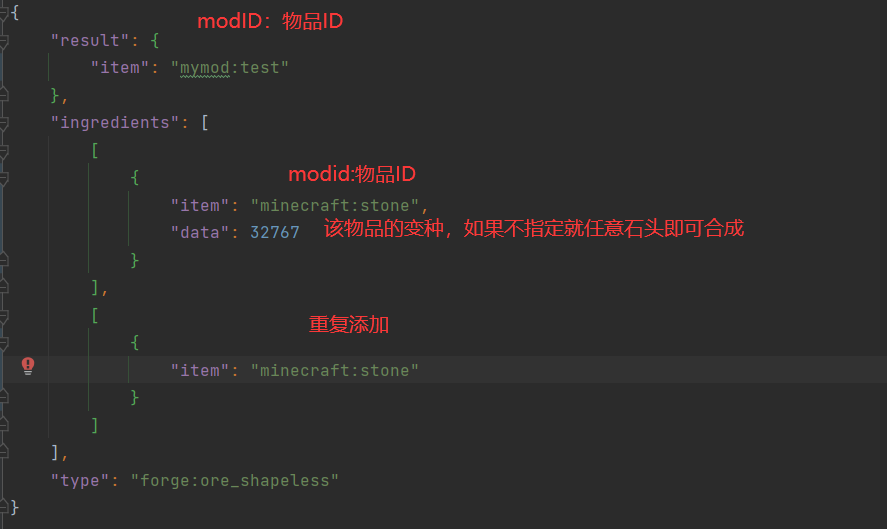 {
modID：物品ID
"result": {
"item": "mymod:test"
},
"ingredients": [
[
{
modid:物品ID
"item": "minecraft:stone",
"data": 32767 该物品的变种，如果不指定就任意石头即可合成
}
],
[
重复添加
{
"item": "minecraft:stone"
}
]
],
"type": "forge:ore_shapeless"
}